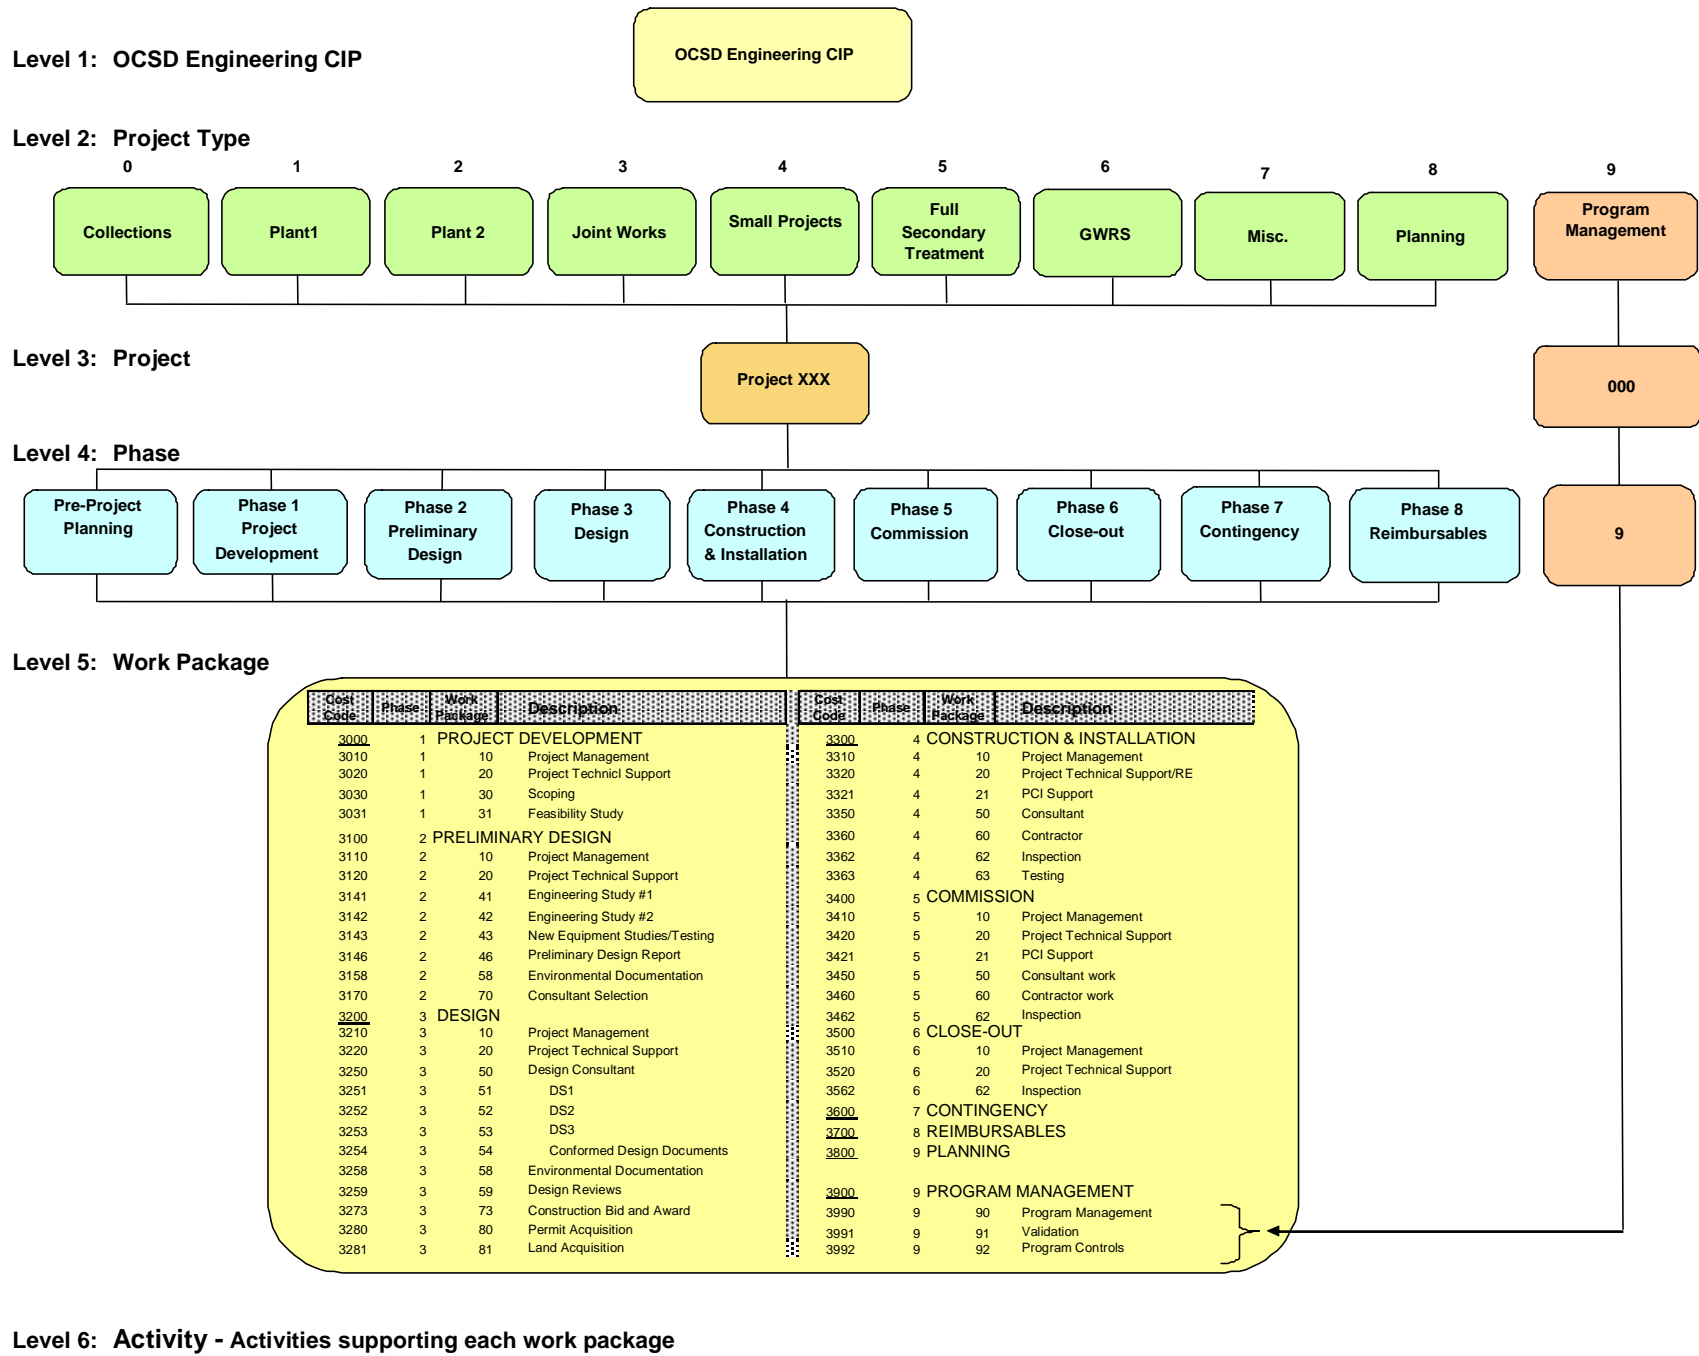 OCSD Engineering CIP
Level 1: OCSD Engineering CIP
Level 2: Project Type
0 1 2 3 4 5 6 7 8 9
Collections
Plant1
Plant 2
Joint Works
Small Projects
Full
Secondary
Treatment
GWRS
Misc.
Planning
Program
Management
Level 3: Project
Project XXX
000
Level 4: Phase
Pre-Project
Planning
Phase 1
Project
Development
Phase 2
Preliminary
Design
Phase 3
Design
Phase 4
Construction
& Installation
Phase 5
Commission
Phase 6
Close-out
Phase 7
Contingency
Phase 8
Reimbursables
9
Level 5: Work Package
Cost Code Phase Work Package Description
3000 1 PROJECT DEVELOPMENT
3010 1 10 Project Management
3020 1 20 Project Technicl Support
3030 1 30 Scoping
3031 1 31 Feasibility Study
3100 2 PRELIMINARY DESIGN
3110 2 10 Project Management
3120 2 20 Project Technical Support
3141 2 41 Engineering Study #1
3142 2 42 Engineering Study #2
3143 2 43 New Equipment Studies/Testing
3146 2 46 Preliminary Design Report
3158 2 58 Environmental Documentation
3170 2 70 Consultant Selection
3200 3 DESIGN
3210 3 10 Project Management
3220 3 20 Project Technical Support
3250 3 50 Design Consultant
3251 3 51 DS1
3252 3 52 DS2
3253 3 53 DS3
3254 3 54 Conformed Design Documents
3258 3 58 Environmental Documentation
3259 3 59 Design Reviews
3273 3 73 Construction Bid and Award
3280 3 80 Permit Acquisition
3281 3 81 Land Acquisition
Cost Code Phase Work Package Description
3300 4 CONSTRUCTION & INSTALLATION
3310 4 10 Project Management
3320 4 20 Project Technical Support/RE
3321 4 21 PCI Support
3350 4 50 Consultant
3360 4 60 Contractor
3362 4 62 Inspection
3363 4 63 Testing
3400 5 COMMISSION
3410 5 10 Project Management
3420 5 20 Project Technical Support
3421 5 21 PCI Support
3450 5 50 Consultant work
3460 5 60 Contractor work
3462 5 62 Inspection
3500 6 CLOSE-OUT
3510 6 10 Project Management
3520 6 20 Project Technical Support
3562 6 62 Inspection
3600 7 CONTINGENCY
3700 8 REIMBURSABLES
3800 9 PLANNING
3900 9 PROGRAM MANAGEMENT
3990 9 90 Program Management
3991 9 91 Validation
3992 9 92 Program Controls
Level 6: Activity - Activities supporting each work package